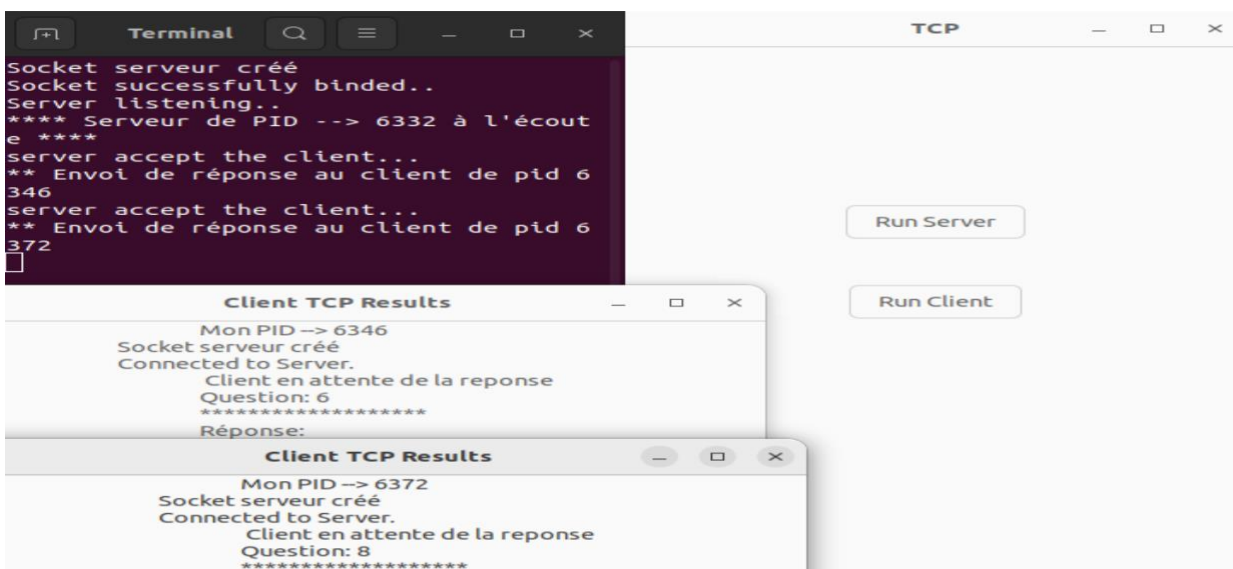 Terminal
Socket serveur créé
Socket successfully binded..
Server listening..
**** Serveur de PID --> 6332 à l'écout
e ****
server accept the client...
** Envoi de réponse au client de pid 6
346
server accept the client...
** Envoi de réponse au client de pid 6
372
TCP
Run Server
Run Client
Client TCP Results
Mon PID --> 6346
Socket serveur créé
Connected to Server.
Client en attente de la reponse
Question: 6
*******************
Réponse:
Client TCP Results
Mon PID --> 6372
Socket serveur créé
Connected to Server.
Client en attente de la reponse
Question: 8
*******************